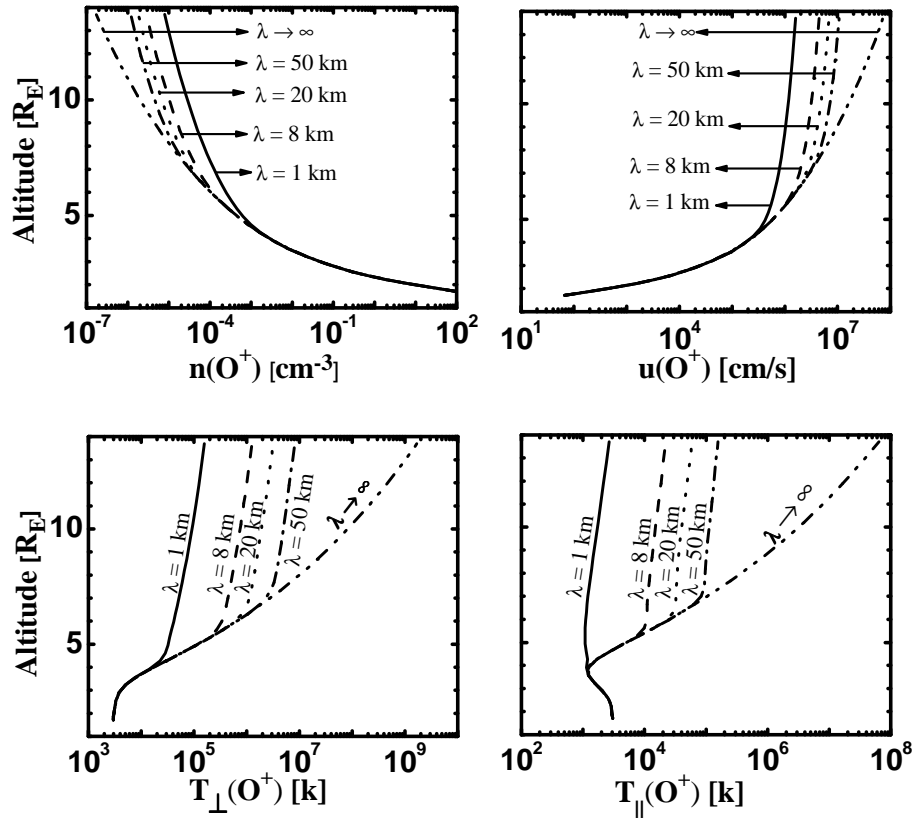 λ → ∞
λ = 50 km
λ = 20 km
λ = 8 km
λ = 1 km
10
5
Altitude [R_E]
10^-7 10^-4 10^-1 10^2
n(O^+) [cm^-3]
λ → ∞
λ = 50 km
λ = 20 km
λ = 8 km
λ = 1 km
10^1 10^4 10^7
u(O^+) [cm/s]
λ = 1 km
λ = 8 km
λ = 20 km
λ = 50 km
λ → ∞
10
5
Altitude [R_E]
10^3 10^5 10^7 10^9
T_⊥(O^+) [k]
λ = 1 km
λ = 8 km
λ = 20 km
λ = 50 km
λ → ∞
10^2 10^4 10^6 10^8
T_||(O^+) [k]